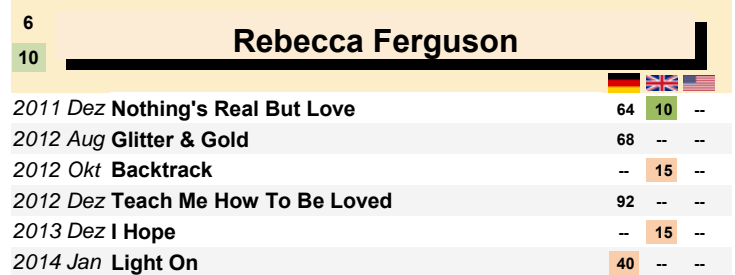 6
Rebecca Ferguson
10
2011 Dez Nothing's Real But Love 64 10 --
2012 Aug Glitter & Gold 68 -- --
2012 Okt Backtrack -- 15 --
2012 Dez Teach Me How To Be Loved 92 -- --
2013 Dez I Hope -- 15 --
2014 Jan Light On 40 -- --